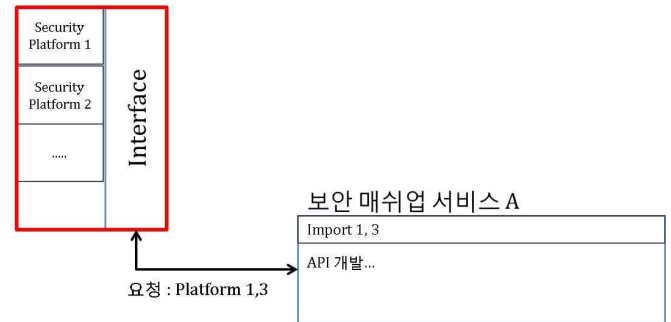 Security
Platform 1
Security
Platform 2
.....
Interface
보안 매쉬업 서비스 A
Import 1, 3
API 개발...
요청 : Platform 1,3